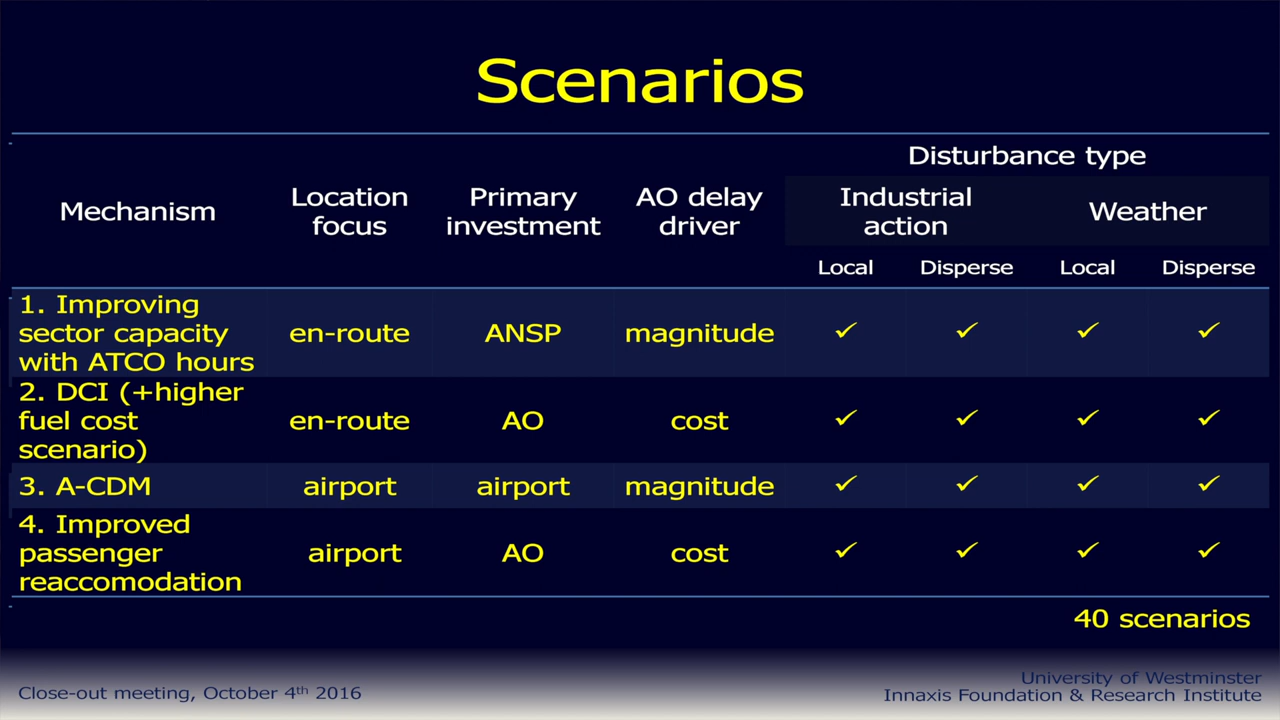 Scenarios
Disturbance type
Mechanism
Location
focus
Primary
investment
AO delay
driver
Industrial
action
Weather
Local
Disperse
Local
Disperse
1. Improving
sector capacity
with ATCO hours
en-route
ANSP
magnitude
✓
✓
✓
✓
2. DCI (+higher
fuel cost
scenario)
en-route
AO
cost
✓
✓
✓
✓
3. A-CDM
airport
airport
magnitude
✓
✓
✓
✓
4. Improved
passenger
reaccomodation
airport
AO
cost
✓
✓
✓
✓
40 scenarios
Close-out meeting, October 4th 2016
University of Westminster
Innaxis Foundation & Research Institute